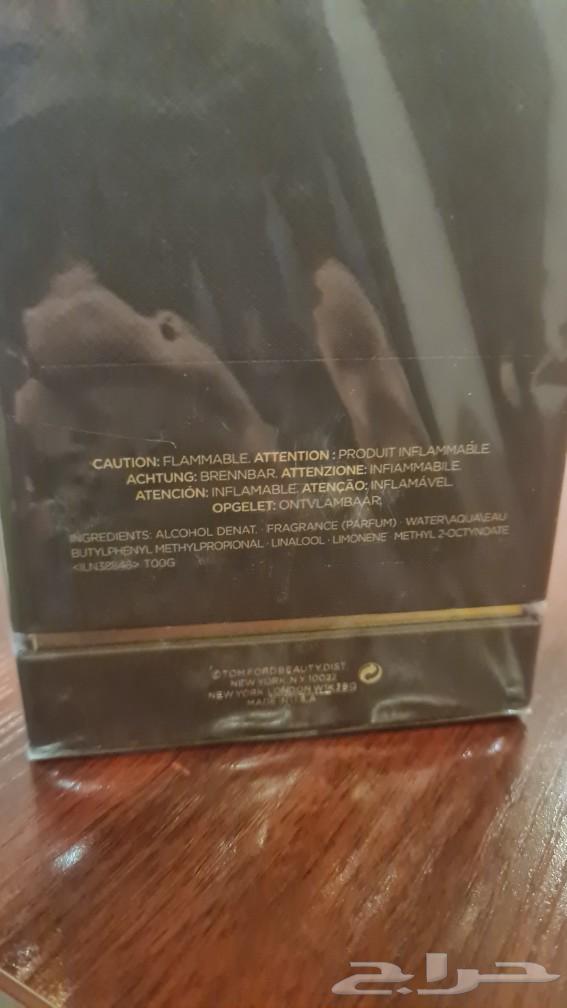 CAUTION: FLAMMABLE. ATTENTION : PRODUIT INFLAMMABLE
ACHTUNG: BRENNBAR. ATTENZIONE: INFIAMMABILE.
ATENCIÓN: INFLAMABLE. ATENÇÃO: INFLAMÁVEL.
OPGELET: ONTVLAMBAAR.
INGREDIENTS: ALCOHOL DENAT. · FRAGRANCE (PARFUM) · WATER\AQUA\EAU
BUTYLPHENYL METHYLPROPIONAL · LINALOOL · LIMONENE METHYL 2-OCTYNOATE
<ILN38848> TOOG
©TOM FORD BEAUTY, DIST.
NEW YORK, N.Y. 10022
NEW YORK LONDON
MADE IN U.S.A.
حراج